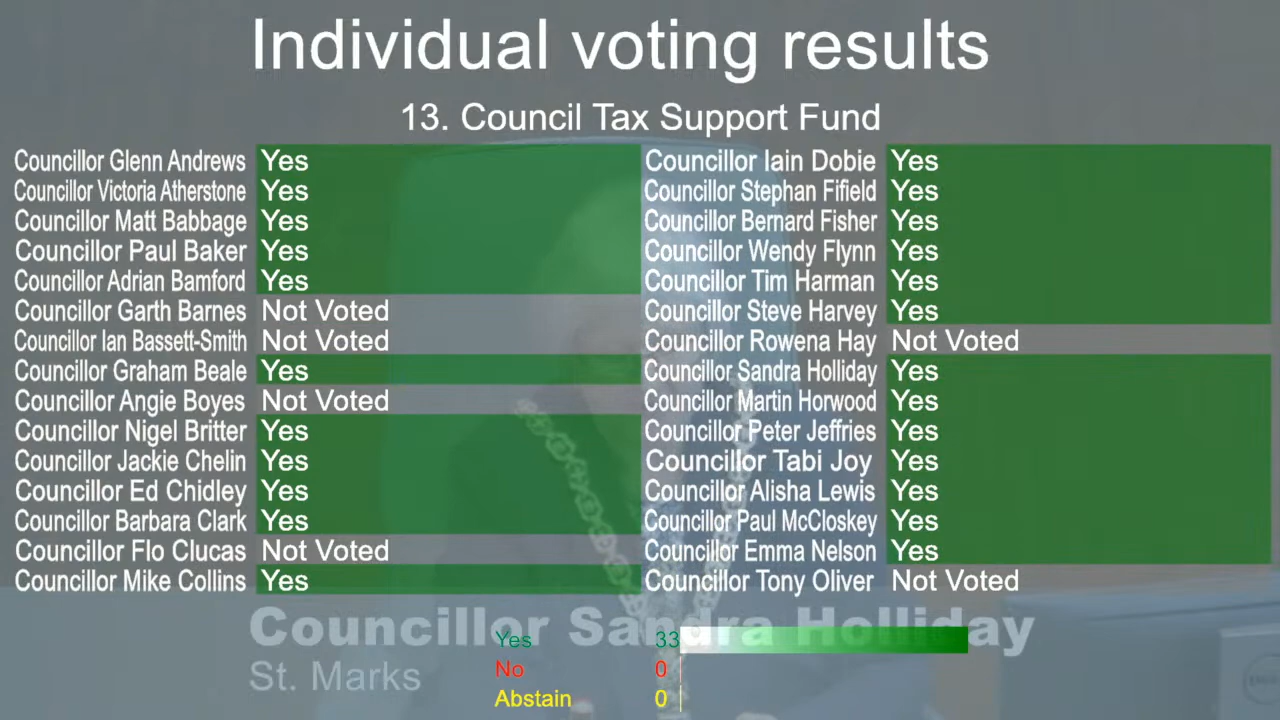 Individual voting results
13. Council Tax Support Fund
Councillor Glenn Andrews Yes
Councillor Victoria Atherstone Yes
Councillor Matt Babbage Yes
Councillor Paul Baker Yes
Councillor Adrian Bamford Yes
Councillor Garth Barnes Not Voted
Councillor Ian Bassett-Smith Not Voted
Councillor Graham Beale Yes
Councillor Angie Boyes Not Voted
Councillor Nigel Britter Yes
Councillor Jackie Chelin Yes
Councillor Ed Chidley Yes
Councillor Barbara Clark Yes
Councillor Flo Clucas Not Voted
Councillor Mike Collins Yes
Councillor Iain Dobie Yes
Councillor Stephan Fifield Yes
Councillor Bernard Fisher Yes
Councillor Wendy Flynn Yes
Councillor Tim Harman Yes
Councillor Steve Harvey Yes
Councillor Rowena Hay Not Voted
Councillor Sandra Holliday Yes
Councillor Martin Horwood Yes
Councillor Peter Jeffries Yes
Councillor Tabi Joy Yes
Councillor Alisha Lewis Yes
Councillor Paul McCloskey Yes
Councillor Emma Nelson Yes
Councillor Tony Oliver Not Voted
Councillor Sandra Holliday
St. Marks
Yes 33
No 0
Abstain 0